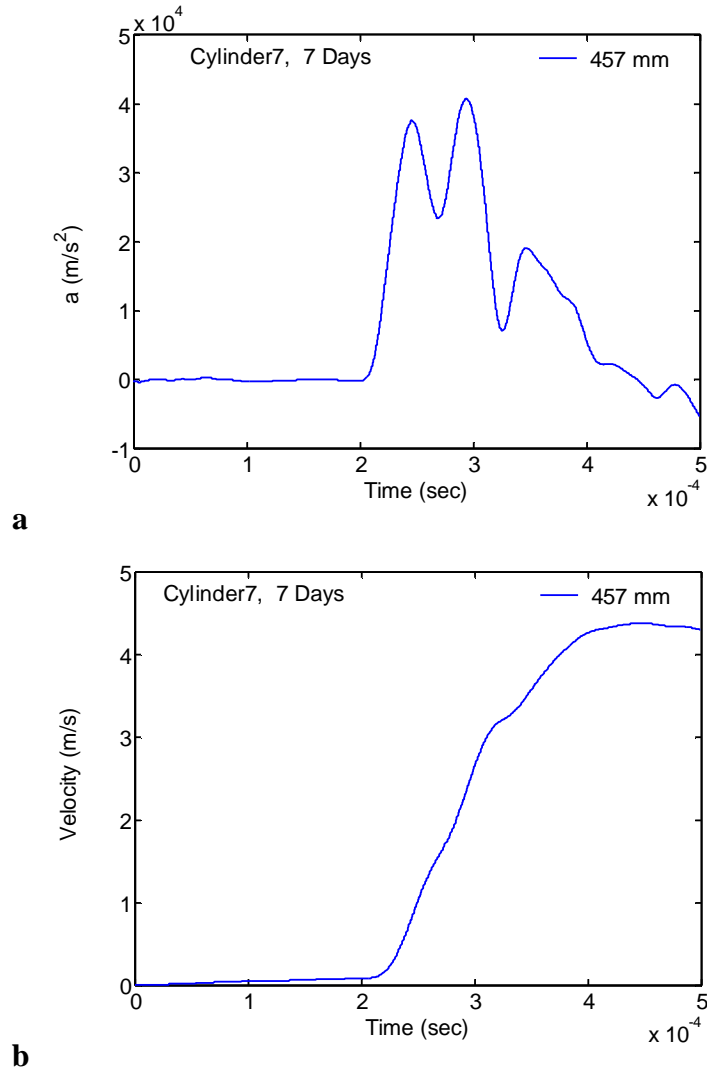 x 10^4
Cylinder7, 7 Days
457 mm
5
4
3
2
1
0
-1
a (m/s^2)
0 1 2 3 4 5
Time (sec)
x 10^-4
a
Cylinder7, 7 Days
457 mm
5
4
3
2
1
0
Velocity (m/s)
0 1 2 3 4 5
Time (sec)
x 10^-4
b